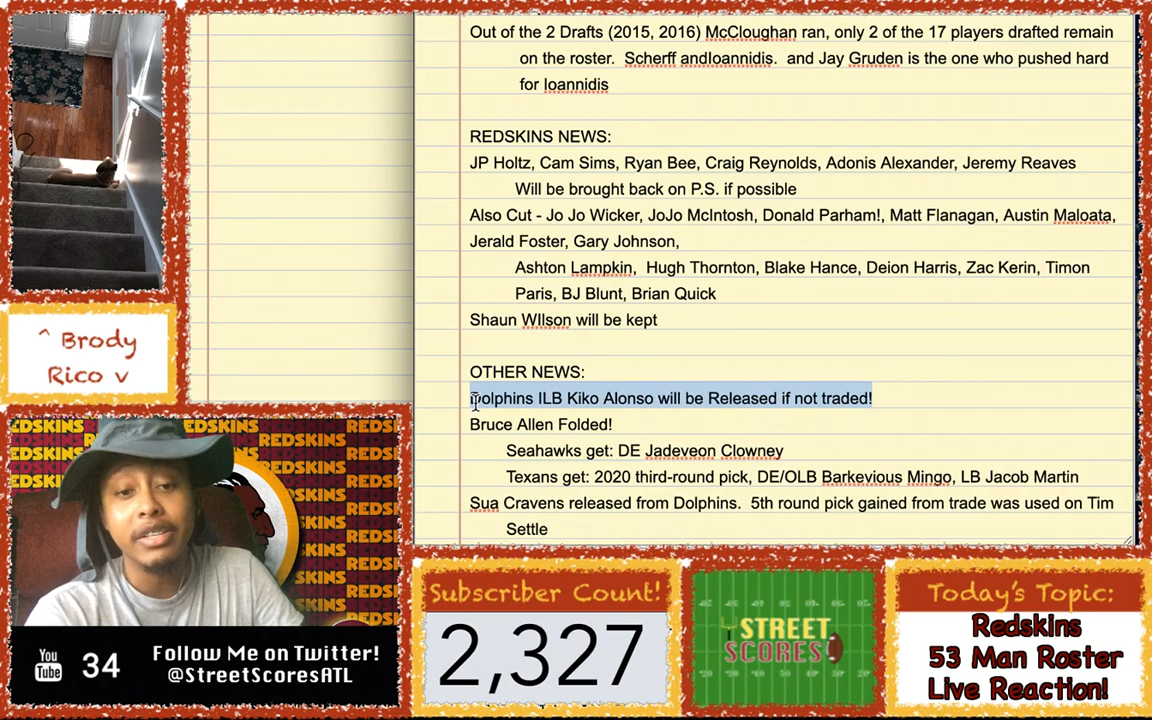 Out of the 2 Drafts (2015, 2016) McCloughan ran, only 2 of the 17 players drafted remain
on the roster. Scherff andIoannidis. and Jay Gruden is the one who pushed hard
for Ioannidis
REDSKINS NEWS:
JP Holtz, Cam Sims, Ryan Bee, Craig Reynolds, Adonis Alexander, Jeremy Reaves
Will be brought back on P.S. if possible
Also Cut - Jo Jo Wicker, JoJo McIntosh, Donald Parham!, Matt Flanagan, Austin Maloata,
Jerald Foster, Gary Johnson,
Ashton Lampkin, Hugh Thornton, Blake Hance, Deion Harris, Zac Kerin, Timon
Paris, BJ Blunt, Brian Quick
Shaun WIlson will be kept
OTHER NEWS:
Dolphins ILB Kiko Alonso will be Released if not traded!
Bruce Allen Folded!
Seahawks get: DE Jadeveon Clowney
Texans get: 2020 third-round pick, DE/OLB Barkevious Mingo, LB Jacob Martin
Sua Cravens released from Dolphins. 5th round pick gained from trade was used on Tim
Settle
^ Brody
Rico v
REDSKINS
REDSKINS
You
Tube
34
Follow Me on Twitter!
@StreetScoresATL
Subscriber Count!
2,327
STREET
SCORES
Today's Topic:
Redskins
53 Man Roster
Live Reaction!